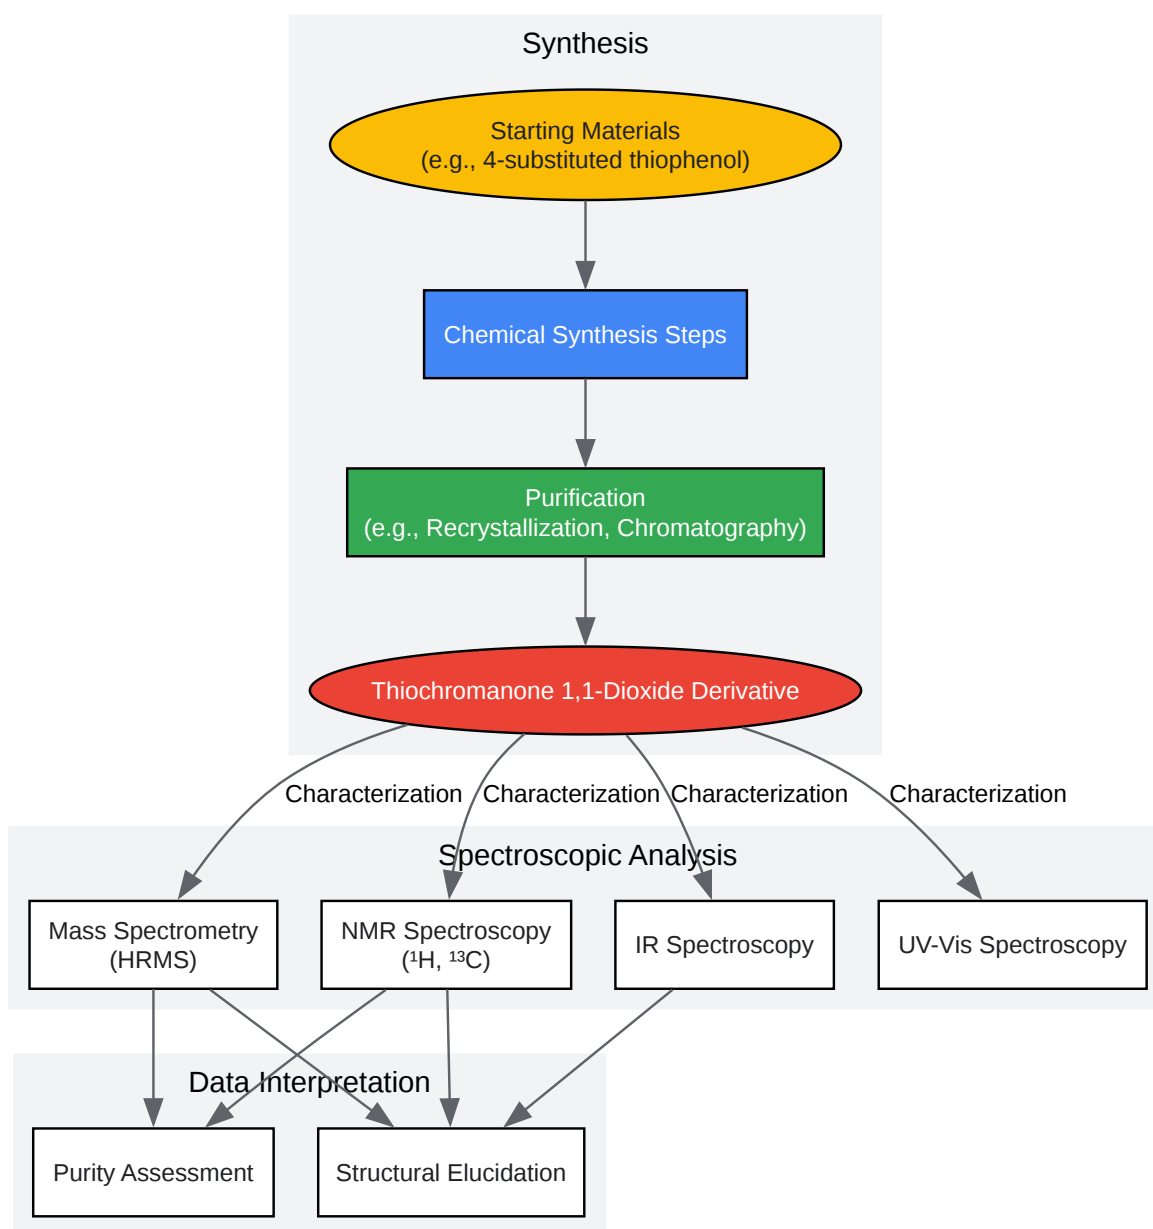 Synthesis
Starting Materials
(e.g., 4-substituted thiophenol)
Chemical Synthesis Steps
Purification
(e.g., Recrystallization, Chromatography)
Thiochromanone 1,1-Dioxide Derivative
Characterization
Characterization
Characterization
Characterization
Spectroscopic Analysis
Mass Spectrometry
(HRMS)
NMR Spectroscopy
(¹H, ¹³C)
IR Spectroscopy
UV-Vis Spectroscopy
Data Interpretation
Purity Assessment
Structural Elucidation